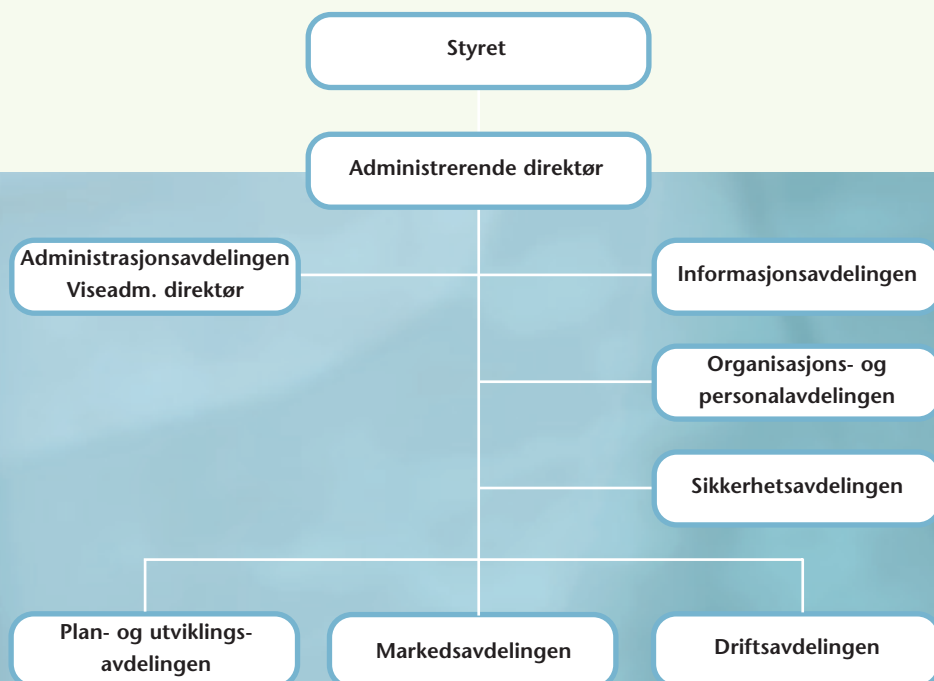 Styret
Administrerende direktør
Administrasjonsavdelingen
Viseadm. direktør
Informasjonsavdelingen
Organisasjons- og
personalavdelingen
Sikkerhetsavdelingen
Plan- og utviklings-
avdelingen
Markedsavdelingen
Driftsavdelingen